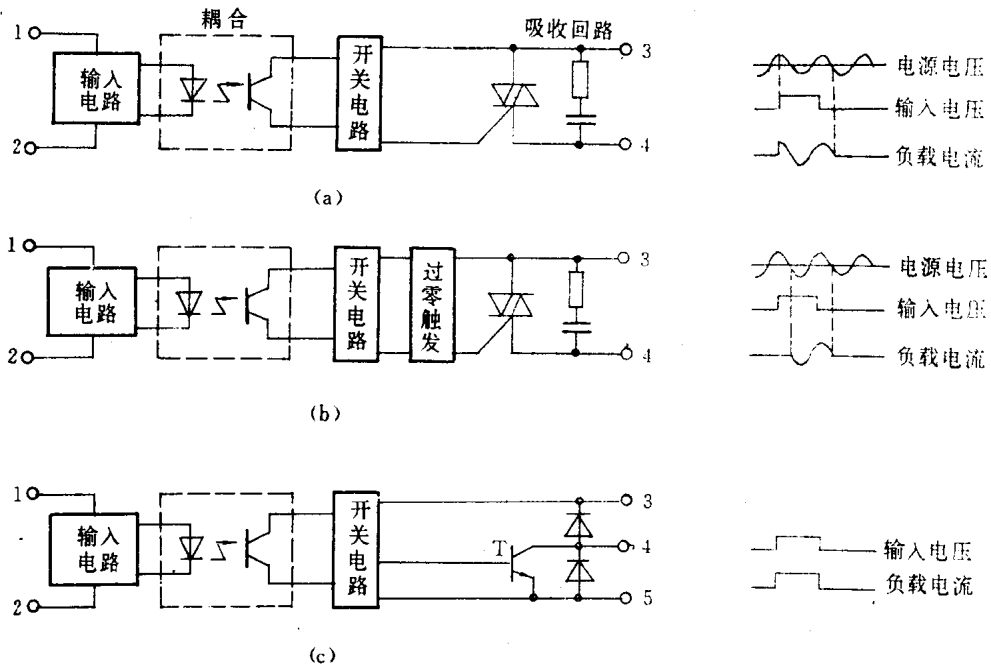 1
耦合
吸收回路
3
输入电路
开关电路
2
4
电源电压
输入电压
负载电流
(a)
1
3
输入电路
开关电路
过零触发
2
4
电源电压
输入电压
负载电流
(b)
1
3
输入电路
开关电路
T
4
2
5
输入电压
负载电流
(c)